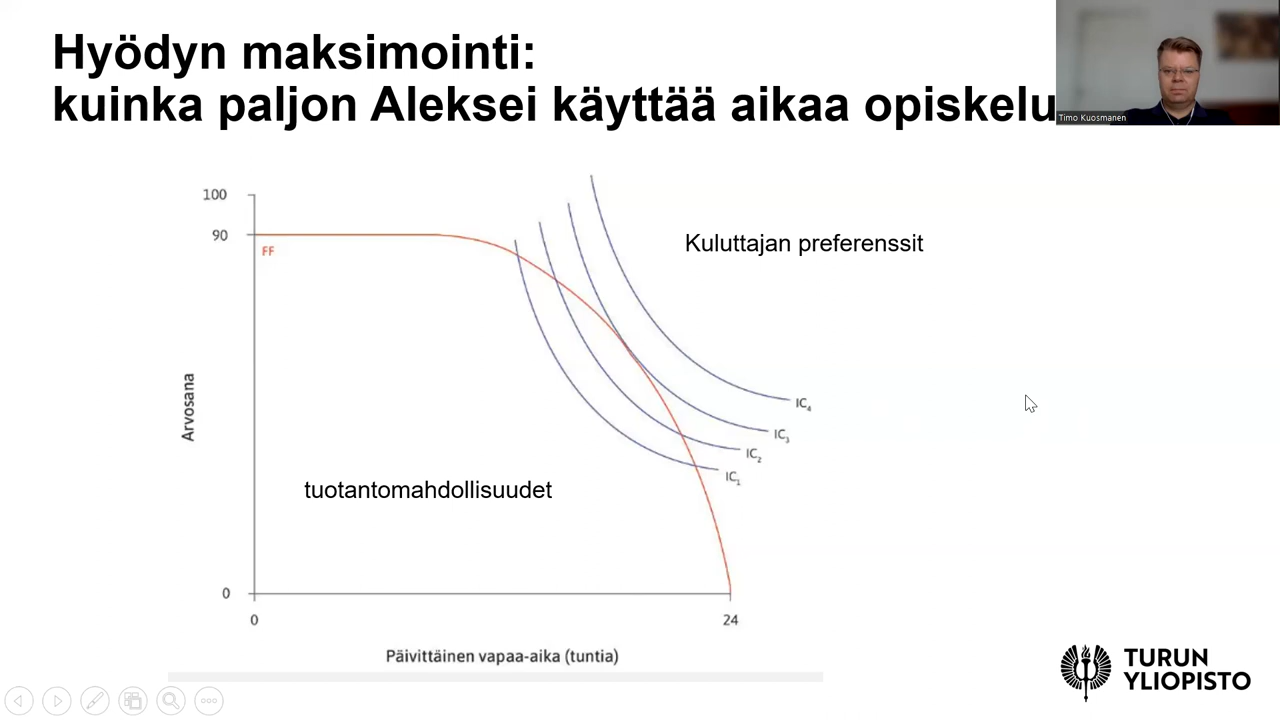 Hyödyn maksimointi:
kuinka paljon Aleksei käyttää aikaa opiskelu
Timo Kuosmanen
100
90
FF
Kuluttajan preferenssit
Arvosana
IC4
IC3
IC2
IC1
tuotantomahdollisuudet
0
0
24
Päivittäinen vapaa-aika (tuntia)
TURUN
YLIOPISTO